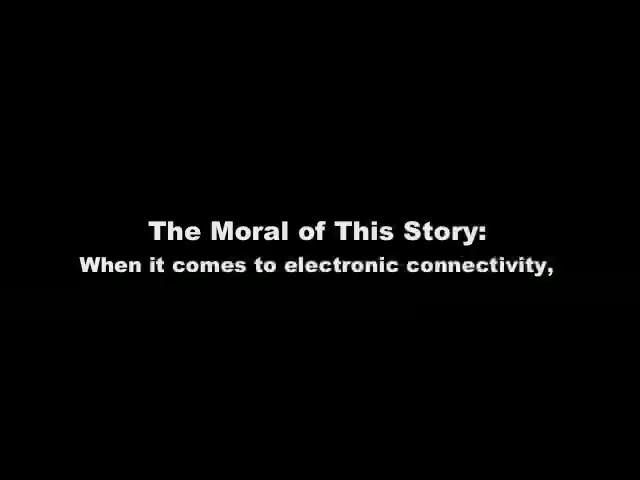 The Moral of This Story:
When it comes to electronic connectivity,